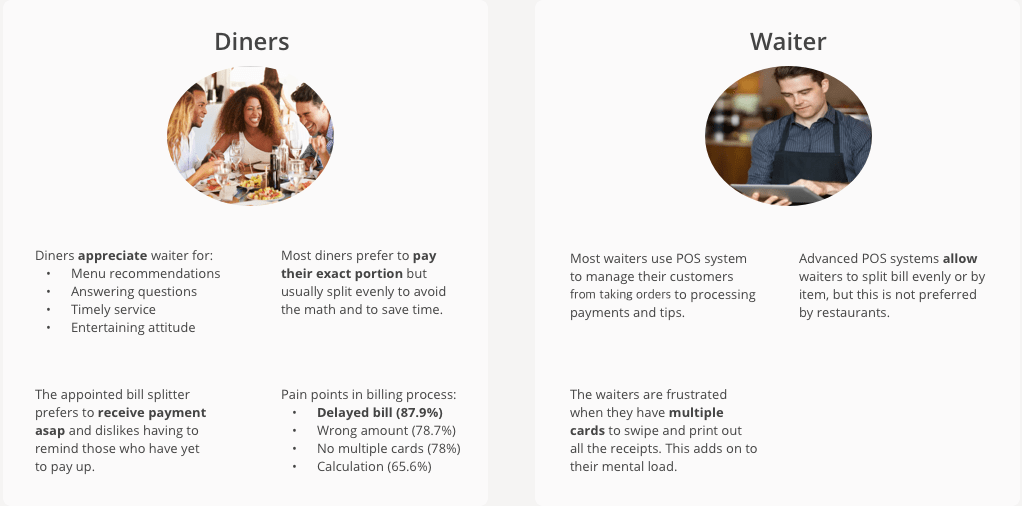 Diners
Diners appreciate waiter for:
• Menu recommendations
• Answering questions
• Timely service
• Entertaining attitude
Most diners prefer to pay
their exact portion but
usually split evenly to avoid
the math and to save time.
The appointed bill splitter
prefers to receive payment
asap and dislikes having to
remind those who have yet
to pay up.
Pain points in billing process:
• Delayed bill (87.9%)
• Wrong amount (78.7%)
• No multiple cards (78%)
• Calculation (65.6%)
Waiter
Most waiters use POS system
to manage their customers
from taking orders to processing
payments and tips.
Advanced POS systems allow
waiters to split bill evenly or by
item, but this is not preferred
by restaurants.
The waiters are frustrated
when they have multiple
cards to swipe and print out
all the receipts. This adds on to
their mental load.